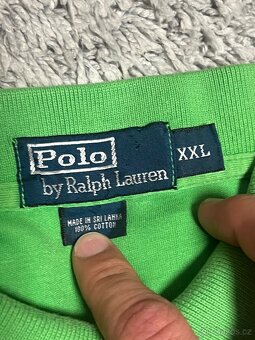 Polo
by Ralph Lauren
XXL
MADE IN SRI LANKA
100% COTTON